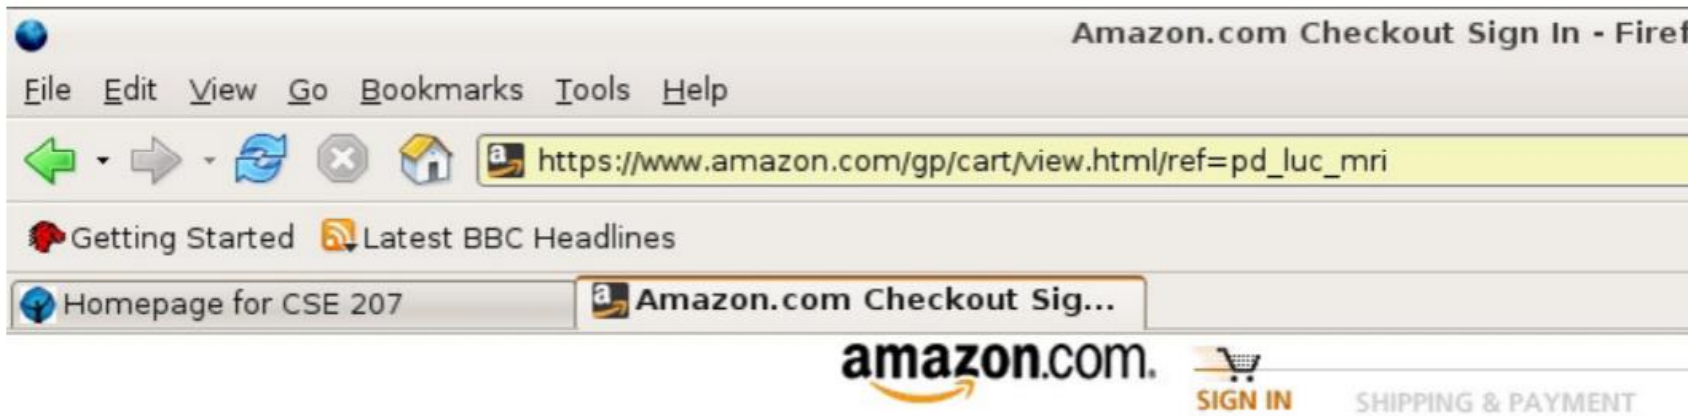 Amazon.com Checkout Sign In - Firef
File Edit View Go Bookmarks Tools Help
https://www.amazon.com/gp/cart/view.html/ref=pd_luc_mri
Getting Started Latest BBC Headlines
Homepage for CSE 207 Amazon.com Checkout Sig...
amazon.com.
SIGN IN SHIPPING & PAYMENT